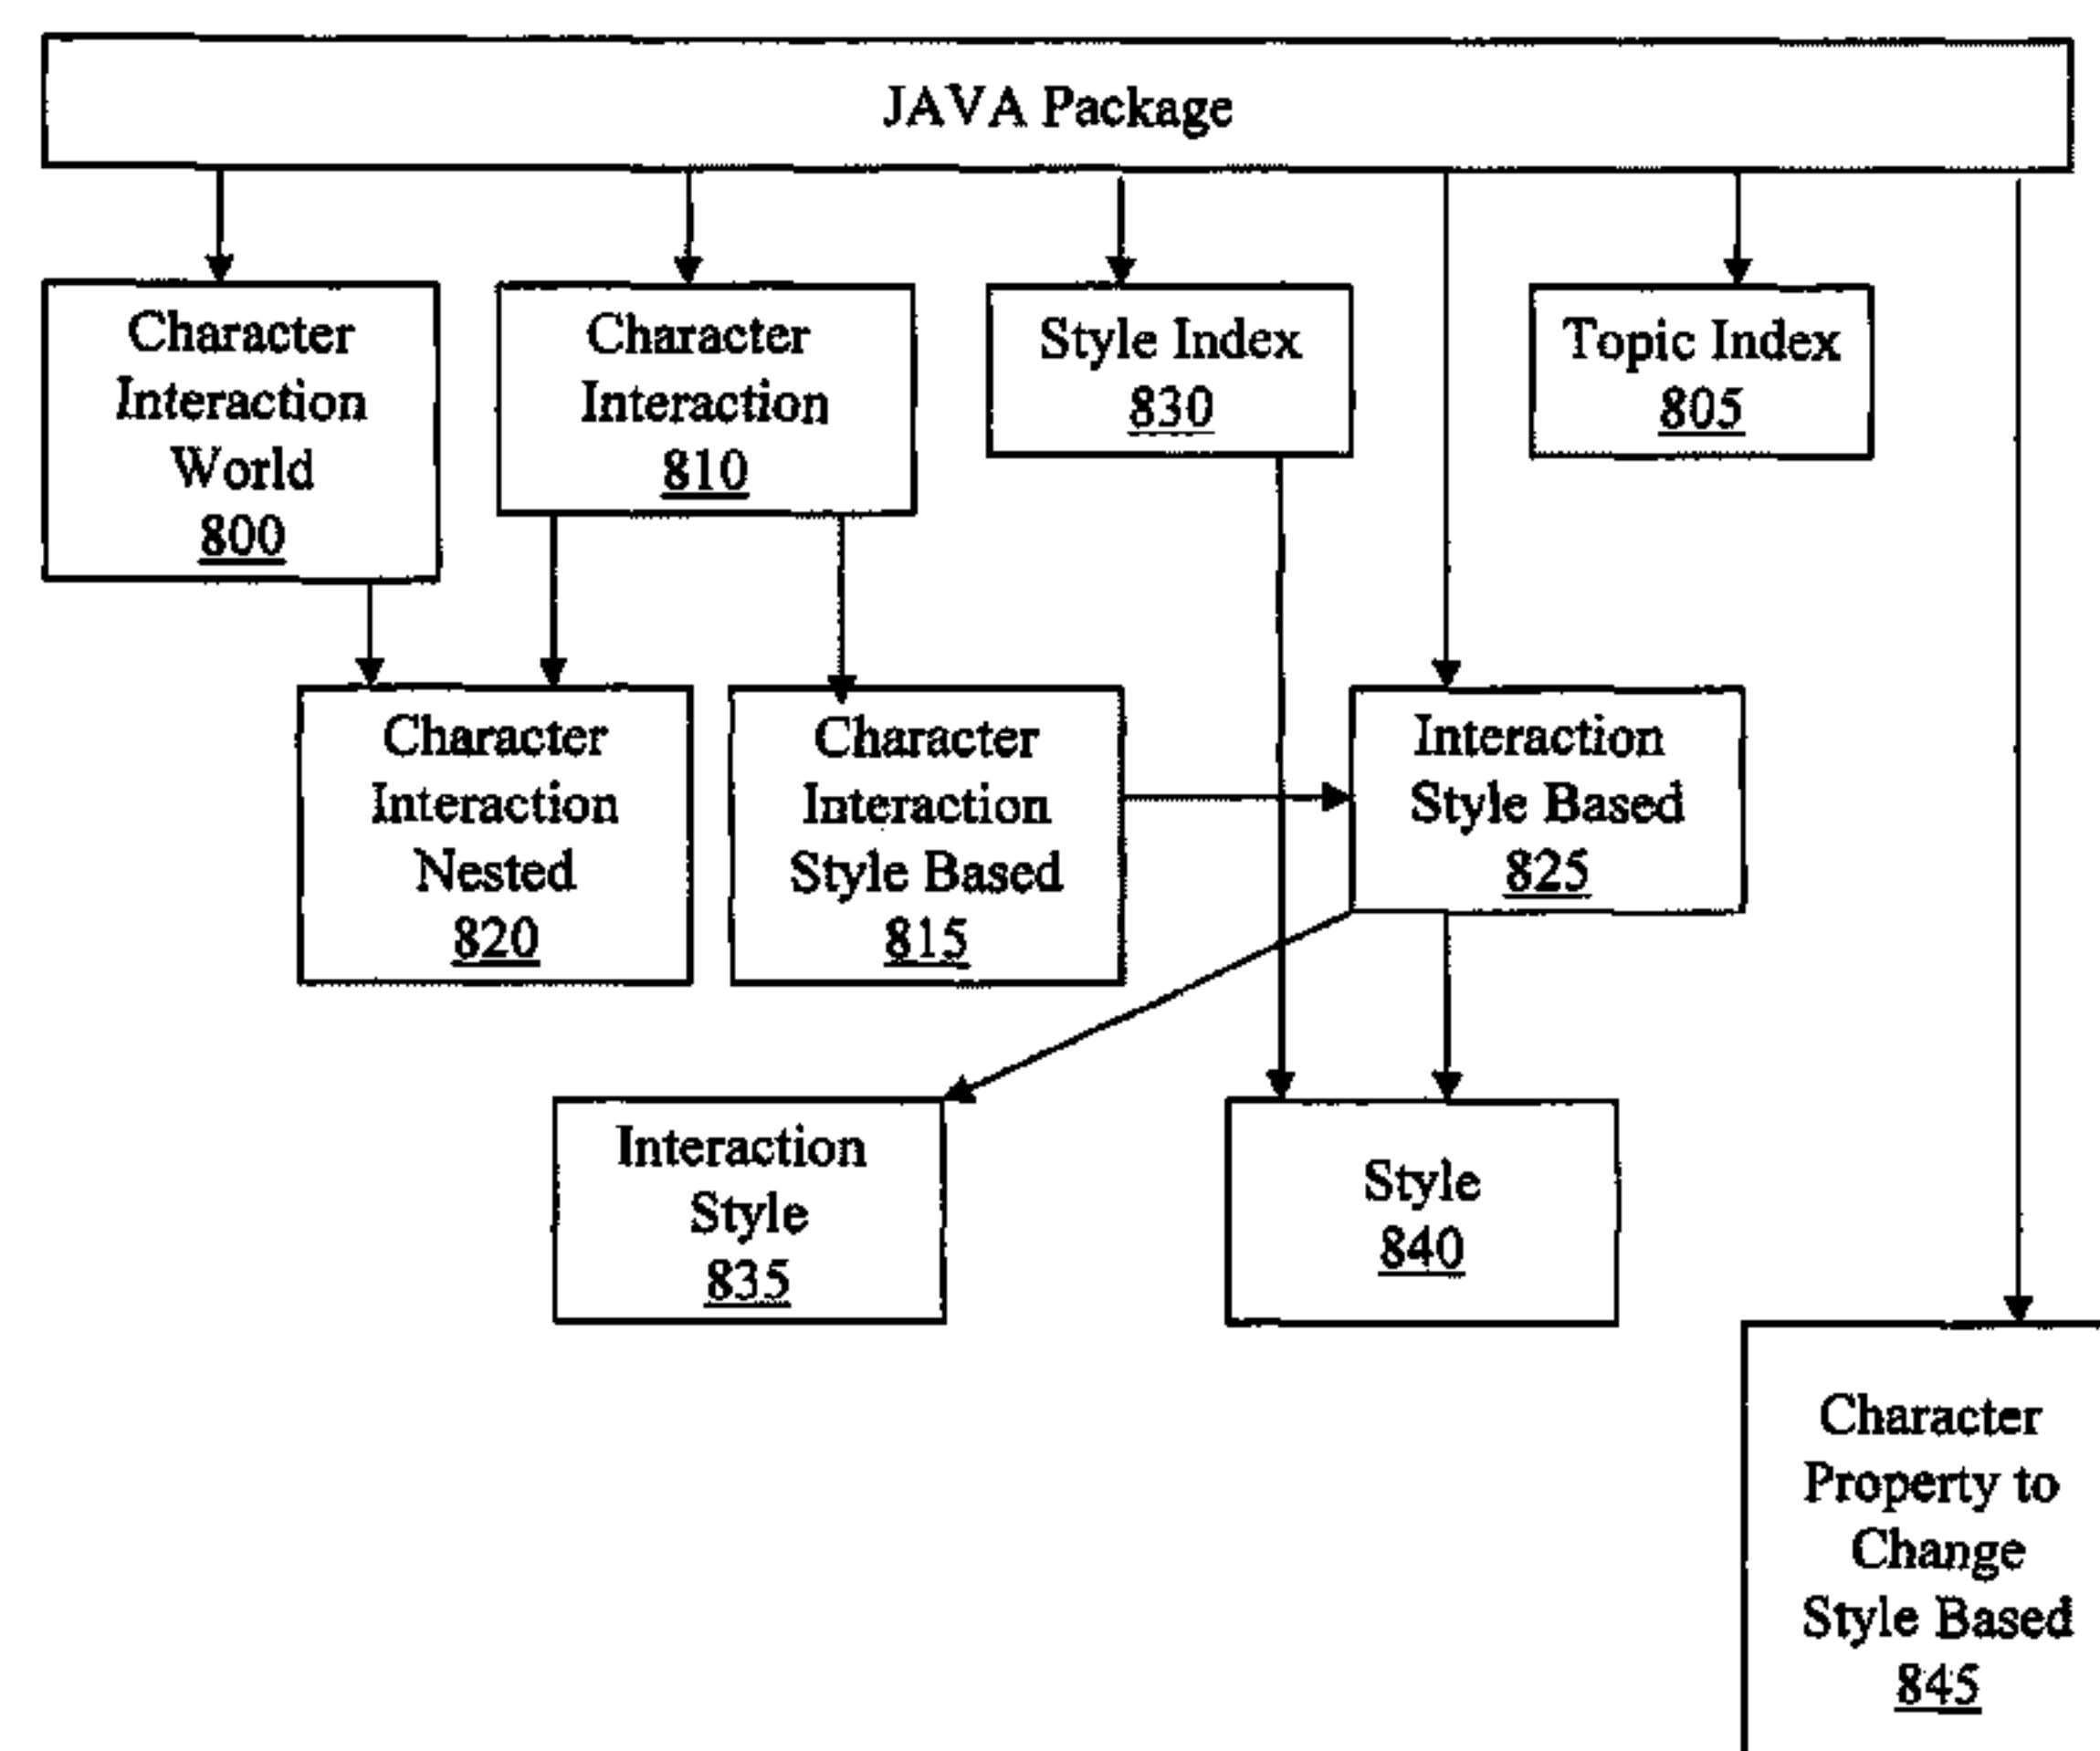 JAVA Package
Character
Interaction
World
800
Character
Interaction
810
Style Index
830
Topic Index
805
Character
Interaction
Nested
820
Character
Interaction
Style Based
815
Interaction
Style Based
825
Interaction
Style
835
Style
840
Character
Property to
Change
Style Based
845